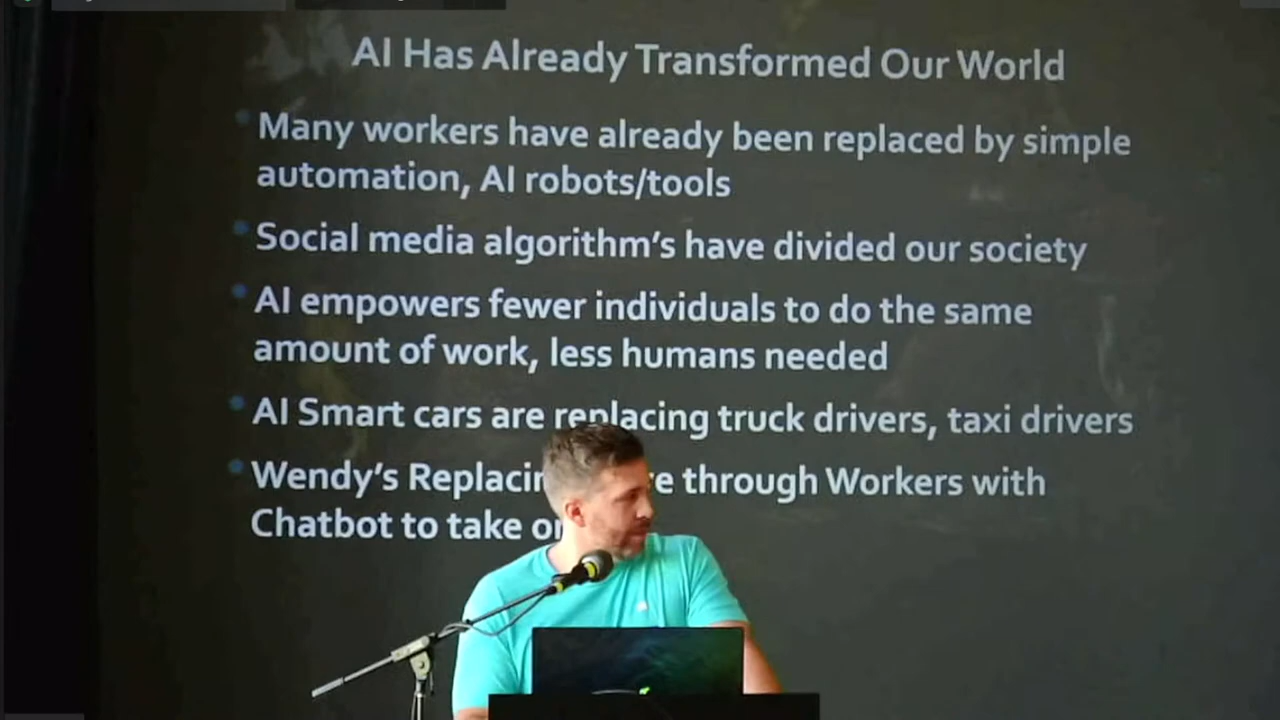 AI Has Already Transformed Our World
Many workers have already been replaced by simple
automation, AI robots/tools
Social media algorithm's have divided our society
AI empowers fewer individuals to do the same
amount of work, less humans needed
AI Smart cars are replacing truck drivers, taxi drivers
Wendy's through Workers with
Chatbot to take